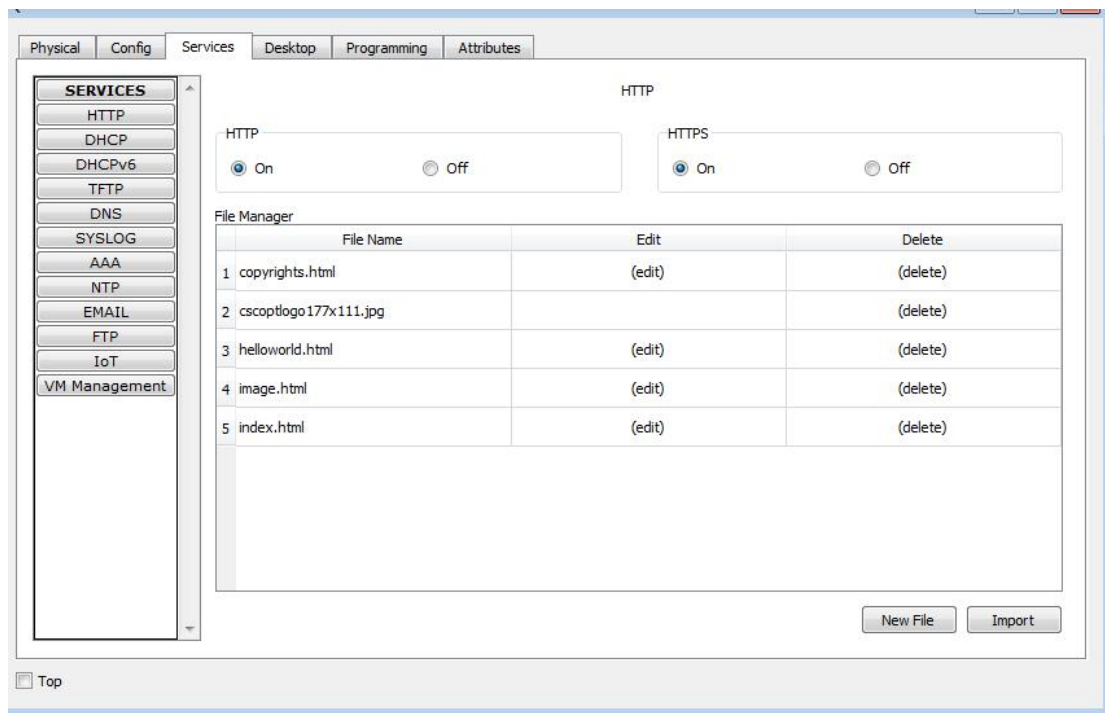 Physical Config Services Desktop Programming Attributes
SERVICES
HTTP
DHCP
DHCPv6
TFTP
DNS
SYSLOG
AAA
NTP
EMAIL
FTP
IoT
VM Management
HTTP
HTTP HTTPS
On Off On Off
File Manager
File Name Edit Delete
1 copyrights.html (edit) (delete)
2 cscoptlogo177x111.jpg (delete)
3 helloworld.html (edit) (delete)
4 image.html (edit) (delete)
5 index.html (edit) (delete)
New File Import
Top